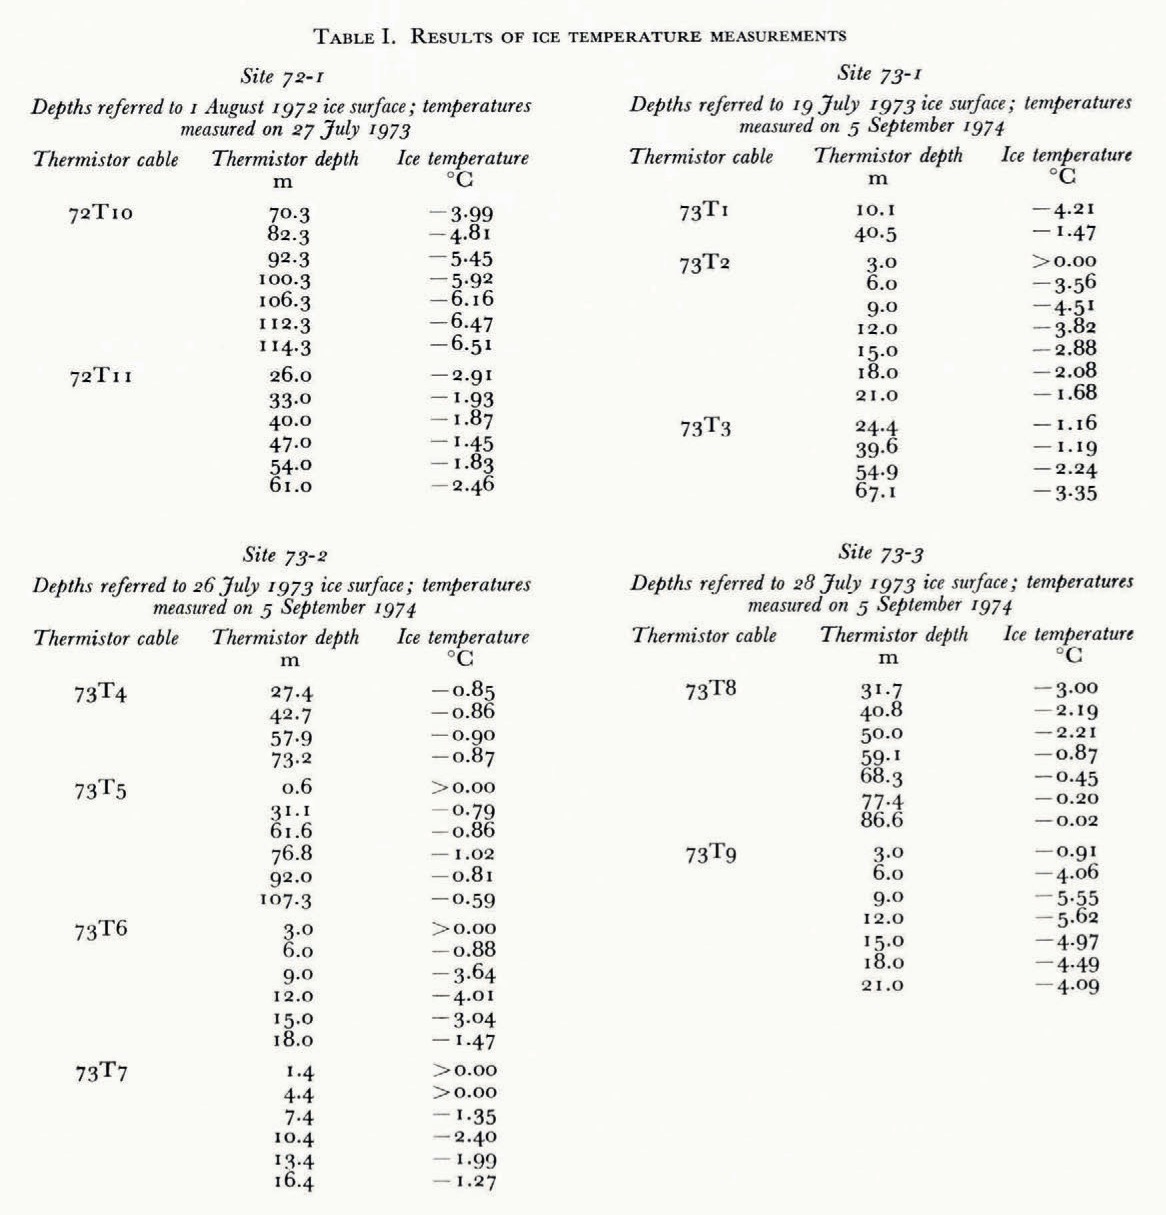 TABLE I. RESULTS OF ICE TEMPERATURE MEASUREMENTS
Site 72-1
Depths referred to 1 August 1972 ice surface; temperatures
measured on 27 July 1973
Thermistor cable Thermistor depth Ice temperature
m °C
72T10 70.3 —3.99
82.3 —4.81
92.3 —5.45
100.3 —5.92
106.3 —6.16
112.3 —6.47
114.3 —6.51
72T11 26.0 —2.91
33.0 —1.93
40.0 —1.87
47.0 —1.45
54.0 —1.83
61.0 —2.46
Site 73-1
Depths referred to 19 July 1973 ice surface; temperatures
measured on 5 September 1974
Thermistor cable Thermistor depth Ice temperature
m °C
73T1 10.1 —4.21
40.5 —1.47
73T2 3.0 >0.00
6.0 —3.56
9.0 —4.51
12.0 —3.82
15.0 —2.88
18.0 —2.08
21.0 —1.68
73T3 24.4 —1.16
39.6 —1.19
54.9 —2.24
67.1 —3.35
Site 73-2
Depths referred to 26 July 1973 ice surface; temperatures
measured on 5 September 1974
Thermistor cable Thermistor depth Ice temperature
m °C
73T4 27.4 —0.85
42.7 —0.86
57.9 —0.90
73.2 —0.87
73T5 0.6 >0.00
31.1 —0.79
61.6 —0.86
76.8 —1.02
92.0 —0.81
107.3 —0.59
73T6 3.0 >0.00
6.0 —0.88
9.0 —3.64
12.0 —4.01
15.0 —3.04
18.0 —1.47
73T7 1.4 >0.00
4.4 >0.00
7.4 —1.35
10.4 —2.40
13.4 —1.99
16.4 —1.27
Site 73-3
Depths referred to 28 July 1973 ice surface; temperatures
measured on 5 September 1974
Thermistor cable Thermistor depth Ice temperature
m °C
73T8 31.7 —3.00
40.8 —2.19
50.0 —2.21
59.1 —0.87
68.3 —0.45
77.4 —0.20
86.6 —0.02
73T9 3.0 —0.91
6.0 —4.06
9.0 —5.55
12.0 —5.62
15.0 —4.97
18.0 —4.49
21.0 —4.09